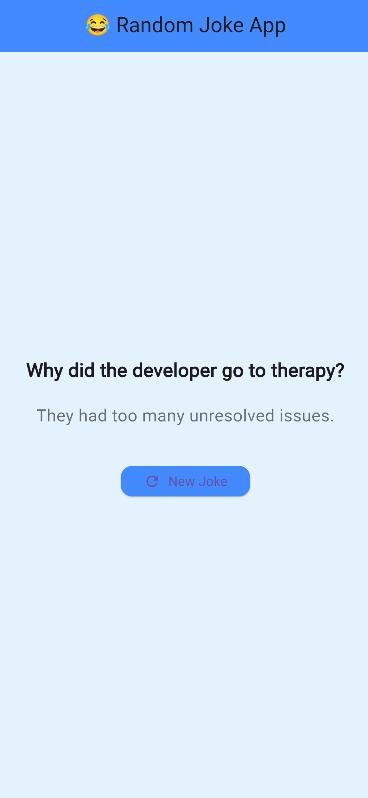 😂 Random Joke App
Why did the developer go to therapy?
They had too many unresolved issues.
New Joke